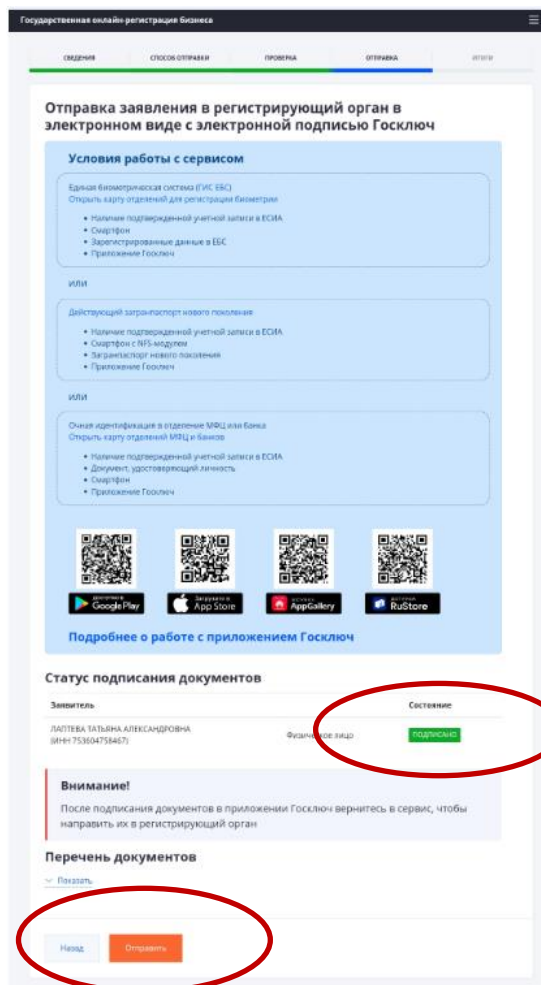 Государственная онлайн-регистрация бизнеса
СВЕДЕНИЯ СПОСОБ ОТПРАВКИ ПРОВЕРКА ОТПРАВКА ИТОГИ
Отправка заявления в регистрирующий орган в
электронном виде с электронной подписью Госключ
Условия работы с сервисом
Единая биометрическая система (ГИС ЕБС)
Открыть карту отделений для регистрации биометрии
Наличие подтвержденной учетной записи в ЕСИА
Смартфон
Зарегистрированные данные в ЕБС
Приложение Госключ
ИЛИ
Действующий загранпаспорт нового поколения
Наличие подтвержденной учетной записи в ЕСИА
Смартфон с NFS-модулем
Загранпаспорт нового поколения
Приложение Госключ
ИЛИ
Очная идентификация в отделение МФЦ или банка
Открыть карту отделений МФЦ и банков
Наличие подтвержденной учетной записи в ЕСИА
Документ, удостоверяющий личность
Смартфон
Приложение Госключ
Google Play App Store AppGallery RuStore
Подробнее о работе с приложением Госключ
Статус подписания документов
Заявитель Состояние
ЛАПТЕВА ТАТЬЯНА АЛЕКСАНДРОВНА
(ИНН 753604758467) Физическое лицо ПОДПИСАНО
Внимание!
После подписания документов в приложении Госключ вернитесь в сервис, чтобы
направить их в регистрирующий орган
Перечень документов
Показать
Назад Отправить